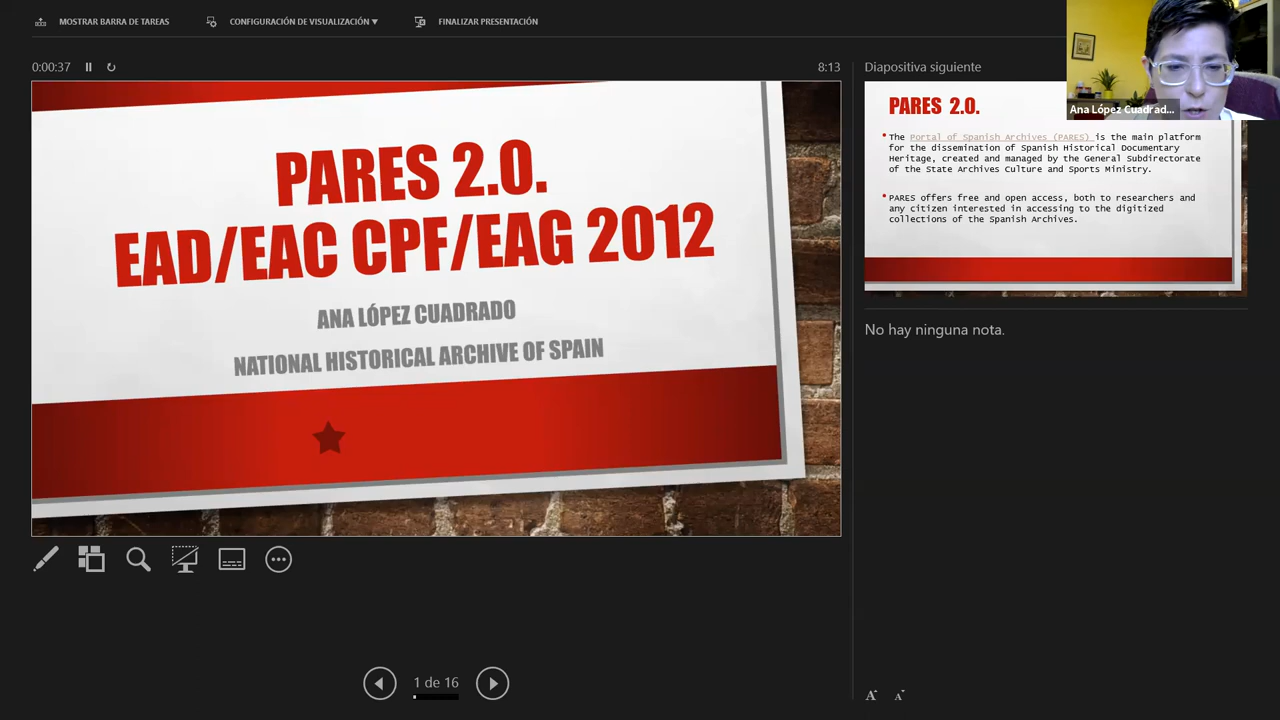 MOSTRAR BARRA DE TAREAS
CONFIGURACIÓN DE VISUALIZACIÓN ▼
FINALIZAR PRESENTACIÓN
0:00:37
8:13
PARES 2.0.
EAD/EAC CPF/EAG 2012
ANA LÓPEZ CUADRADO
NATIONAL HISTORICAL ARCHIVE OF SPAIN
1 de 16
Diapositiva siguiente
Ana López Cuadrad...
PARES 2.0.
• The Portal of Spanish Archives (PARES) is the main platform
for the dissemination of Spanish Historical Documentary
Heritage, created and managed by the General Subdirectorate
of the State Archives Culture and Sports Ministry.
• PARES offers free and open access, both to researchers and
any citizen interested in accessing to the digitized
collections of the Spanish Archives.
No hay ninguna nota.
A A